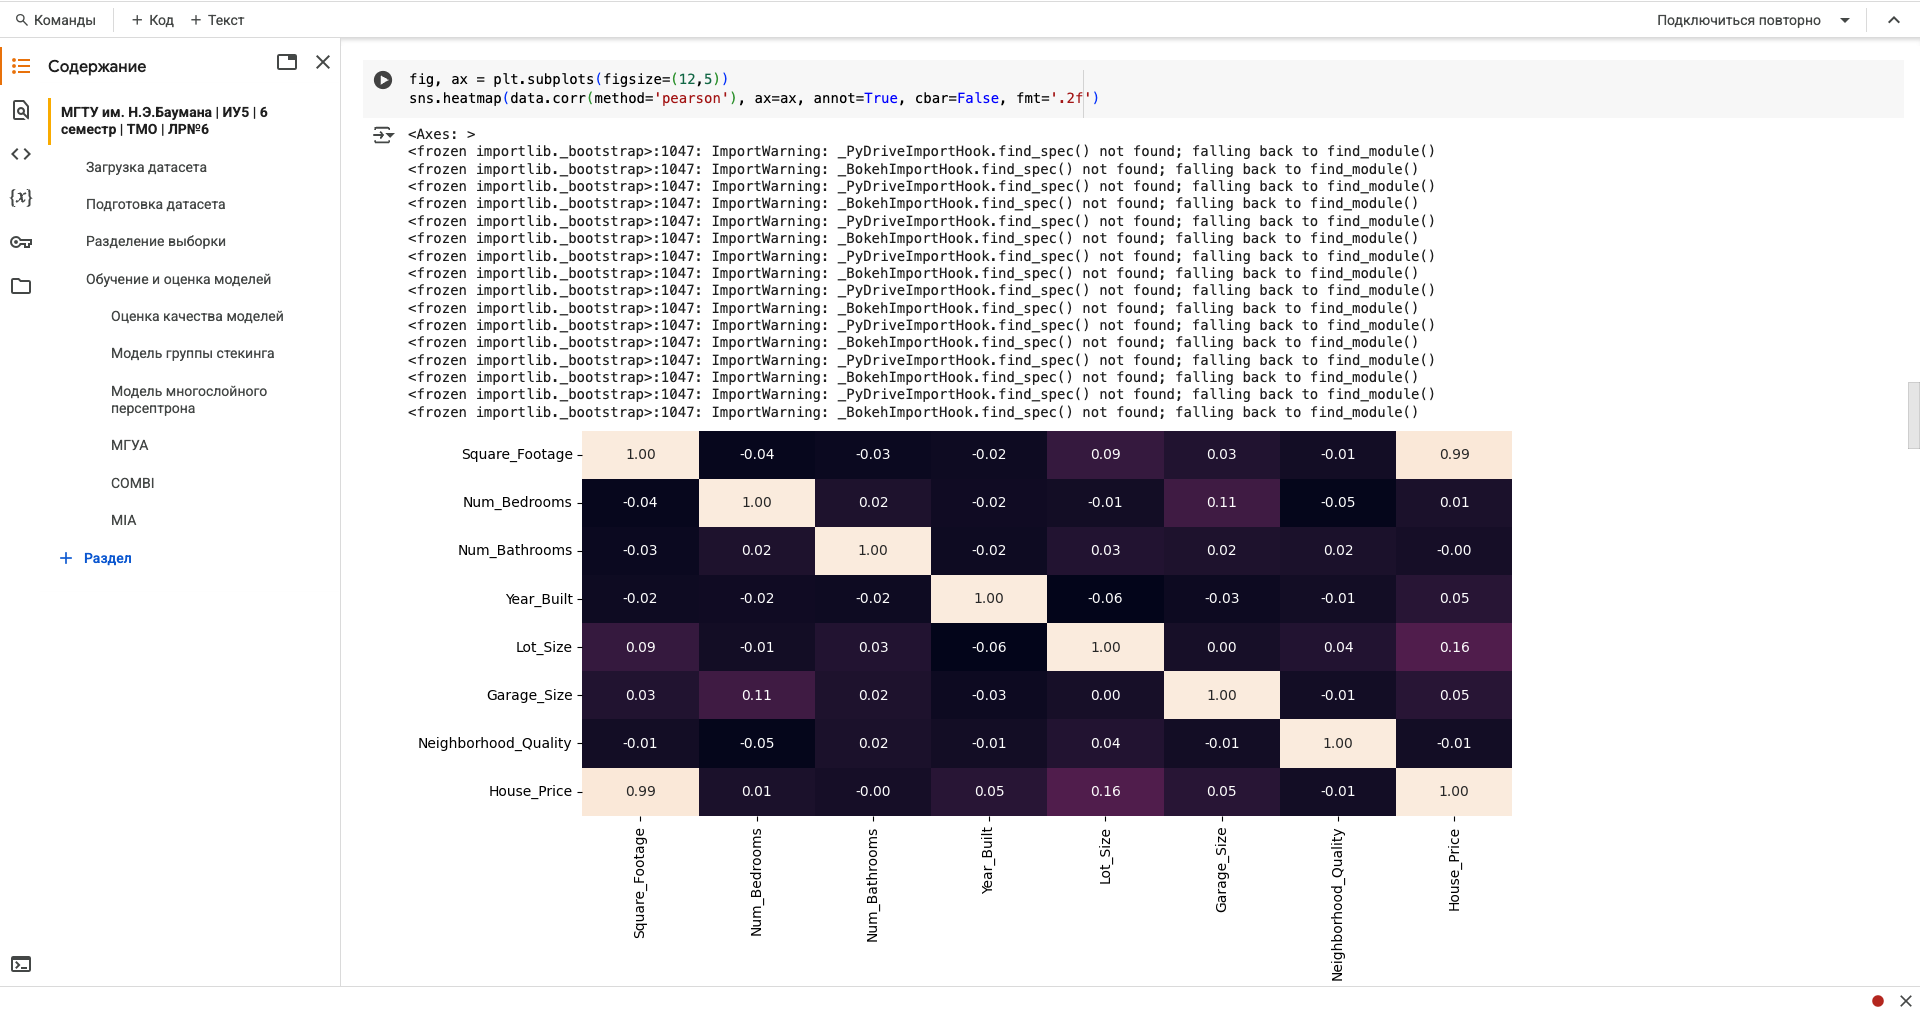 Команды
+ Код
+ Текст
Подключиться повторно
Содержание
МГТУ им. Н.Э.Баумана | ИУ5 | 6
семестр | ТМО | ЛР№6
Загрузка датасета
Подготовка датасета
Разделение выборки
Обучение и оценка моделей
Оценка качества моделей
Модель группы стекинга
Модель многослойного
персептрона
МГУА
COMBI
MIA
+ Раздел
{x}
fig, ax = plt.subplots(figsize=(12,5))
sns.heatmap(data.corr(method='pearson'), ax=ax, annot=True, cbar=False, fmt='.2f')
<Axes: >
<frozen importlib._bootstrap>:1047: ImportWarning: _PyDriveImportHook.find_spec() not found; falling back to find_module()
<frozen importlib._bootstrap>:1047: ImportWarning: _BokehImportHook.find_spec() not found; falling back to find_module()
<frozen importlib._bootstrap>:1047: ImportWarning: _PyDriveImportHook.find_spec() not found; falling back to find_module()
<frozen importlib._bootstrap>:1047: ImportWarning: _BokehImportHook.find_spec() not found; falling back to find_module()
<frozen importlib._bootstrap>:1047: ImportWarning: _PyDriveImportHook.find_spec() not found; falling back to find_module()
<frozen importlib._bootstrap>:1047: ImportWarning: _BokehImportHook.find_spec() not found; falling back to find_module()
<frozen importlib._bootstrap>:1047: ImportWarning: _PyDriveImportHook.find_spec() not found; falling back to find_module()
<frozen importlib._bootstrap>:1047: ImportWarning: _BokehImportHook.find_spec() not found; falling back to find_module()
<frozen importlib._bootstrap>:1047: ImportWarning: _PyDriveImportHook.find_spec() not found; falling back to find_module()
<frozen importlib._bootstrap>:1047: ImportWarning: _BokehImportHook.find_spec() not found; falling back to find_module()
<frozen importlib._bootstrap>:1047: ImportWarning: _PyDriveImportHook.find_spec() not found; falling back to find_module()
<frozen importlib._bootstrap>:1047: ImportWarning: _BokehImportHook.find_spec() not found; falling back to find_module()
<frozen importlib._bootstrap>:1047: ImportWarning: _PyDriveImportHook.find_spec() not found; falling back to find_module()
<frozen importlib._bootstrap>:1047: ImportWarning: _BokehImportHook.find_spec() not found; falling back to find_module()
<frozen importlib._bootstrap>:1047: ImportWarning: _PyDriveImportHook.find_spec() not found; falling back to find_module()
<frozen importlib._bootstrap>:1047: ImportWarning: _BokehImportHook.find_spec() not found; falling back to find_module()
Square_Footage 1.00 -0.04 -0.03 -0.02 0.09 0.03 -0.01 0.99
Num_Bedrooms -0.04 1.00 0.02 -0.02 -0.01 0.11 -0.05 0.01
Num_Bathrooms -0.03 0.02 1.00 -0.02 0.03 0.02 0.02 -0.00
Year_Built -0.02 -0.02 -0.02 1.00 -0.06 -0.03 -0.01 0.05
Lot_Size 0.09 -0.01 0.03 -0.06 1.00 0.00 0.04 0.16
Garage_Size 0.03 0.11 0.02 -0.03 0.00 1.00 -0.01 0.05
Neighborhood_Quality -0.01 -0.05 0.02 -0.01 0.04 -0.01 1.00 -0.01
House_Price 0.99 0.01 -0.00 0.05 0.16 0.05 -0.01 1.00
Square_Footage
Num_Bedrooms
Num_Bathrooms
Year_Built
Lot_Size
Garage_Size
Neighborhood_Quality
House_Price